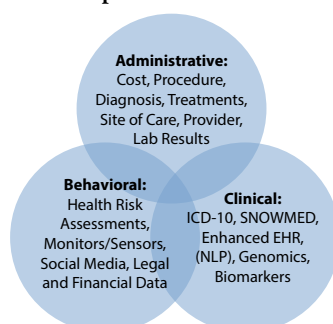 Administrative:
Cost, Procedure,
Diagnosis, Treatments,
Site of Care, Provider,
Lab Results
Behavioral:
Health Risk
Assessments,
Monitors/Sensors,
Social Media, Legal
and Financial Data
Clinical:
ICD-10, SNOWMED,
Enhanced EHR,
(NLP), Genomics,
Biomarkers